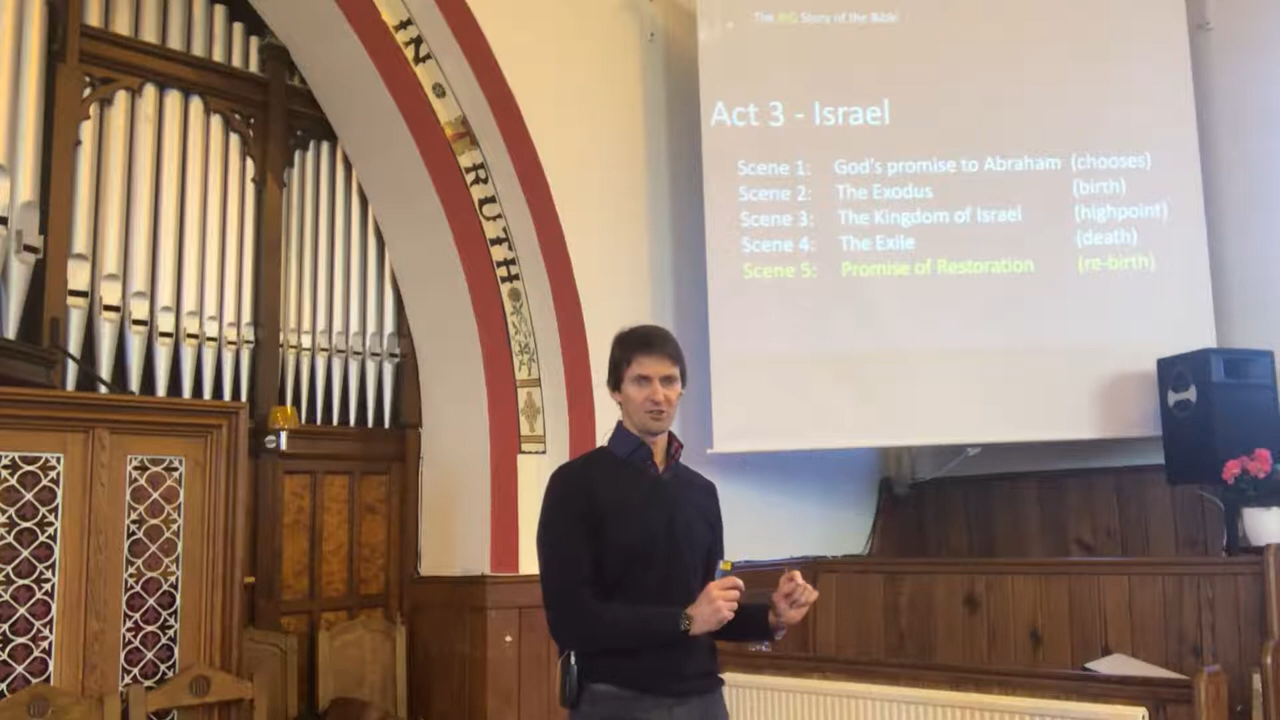 IN TRUTH
The BIG Story of the Bible
Act 3 - Israel
Scene 1: God's promise to Abraham (chooses)
Scene 2: The Exodus (birth)
Scene 3: The Kingdom of Israel (highpoint)
Scene 4: The Exile (death)
Scene 5: Promise of Restoration (re-birth)